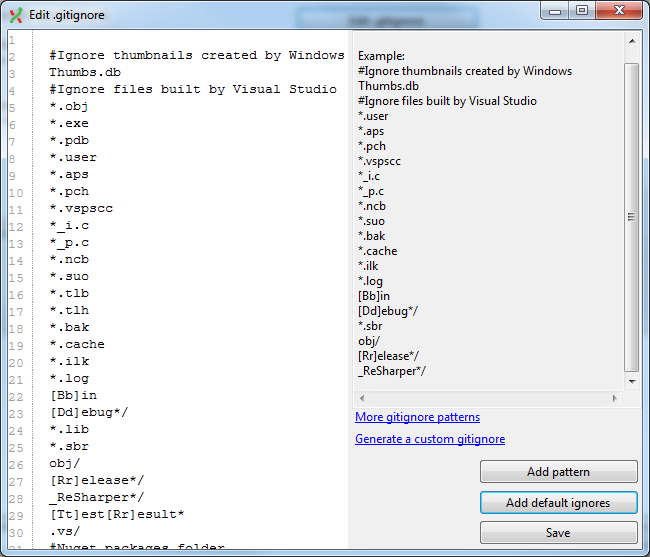 Edit .gitignore
1
2 #Ignore thumbnails created by Windows
3 Thumbs.db
4 #Ignore files built by Visual Studio
5 *.obj
6 *.exe
7 *.pdb
8 *.user
9 *.aps
10 *.pch
11 *.vspscc
12 *_i.c
13 *_p.c
14 *.ncb
15 *.suo
16 *.tlb
17 *.tlh
18 *.bak
19 *.cache
20 *.ilk
21 *.log
22 [Bb]in
23 [Dd]ebug*/
24 *.lib
25 *.sbr
26 obj/
27 [Rr]elease*/
28 _ReSharper*/
29 [Tt]est[Rr]esult*
30 .vs/
31 #Nuget packages folder
Example:
#Ignore thumbnails created by Windows
Thumbs.db
#Ignore files built by Visual Studio
*.user
*.aps
*.pch
*.vspscc
*_i.c
*_p.c
*.ncb
*.suo
*.bak
*.cache
*.ilk
*.log
[Bb]in
[Dd]ebug*/
*.sbr
obj/
[Rr]elease*/
_ReSharper*/
More gitignore patterns
Generate a custom gitignore
Add pattern
Add default ignores
Save